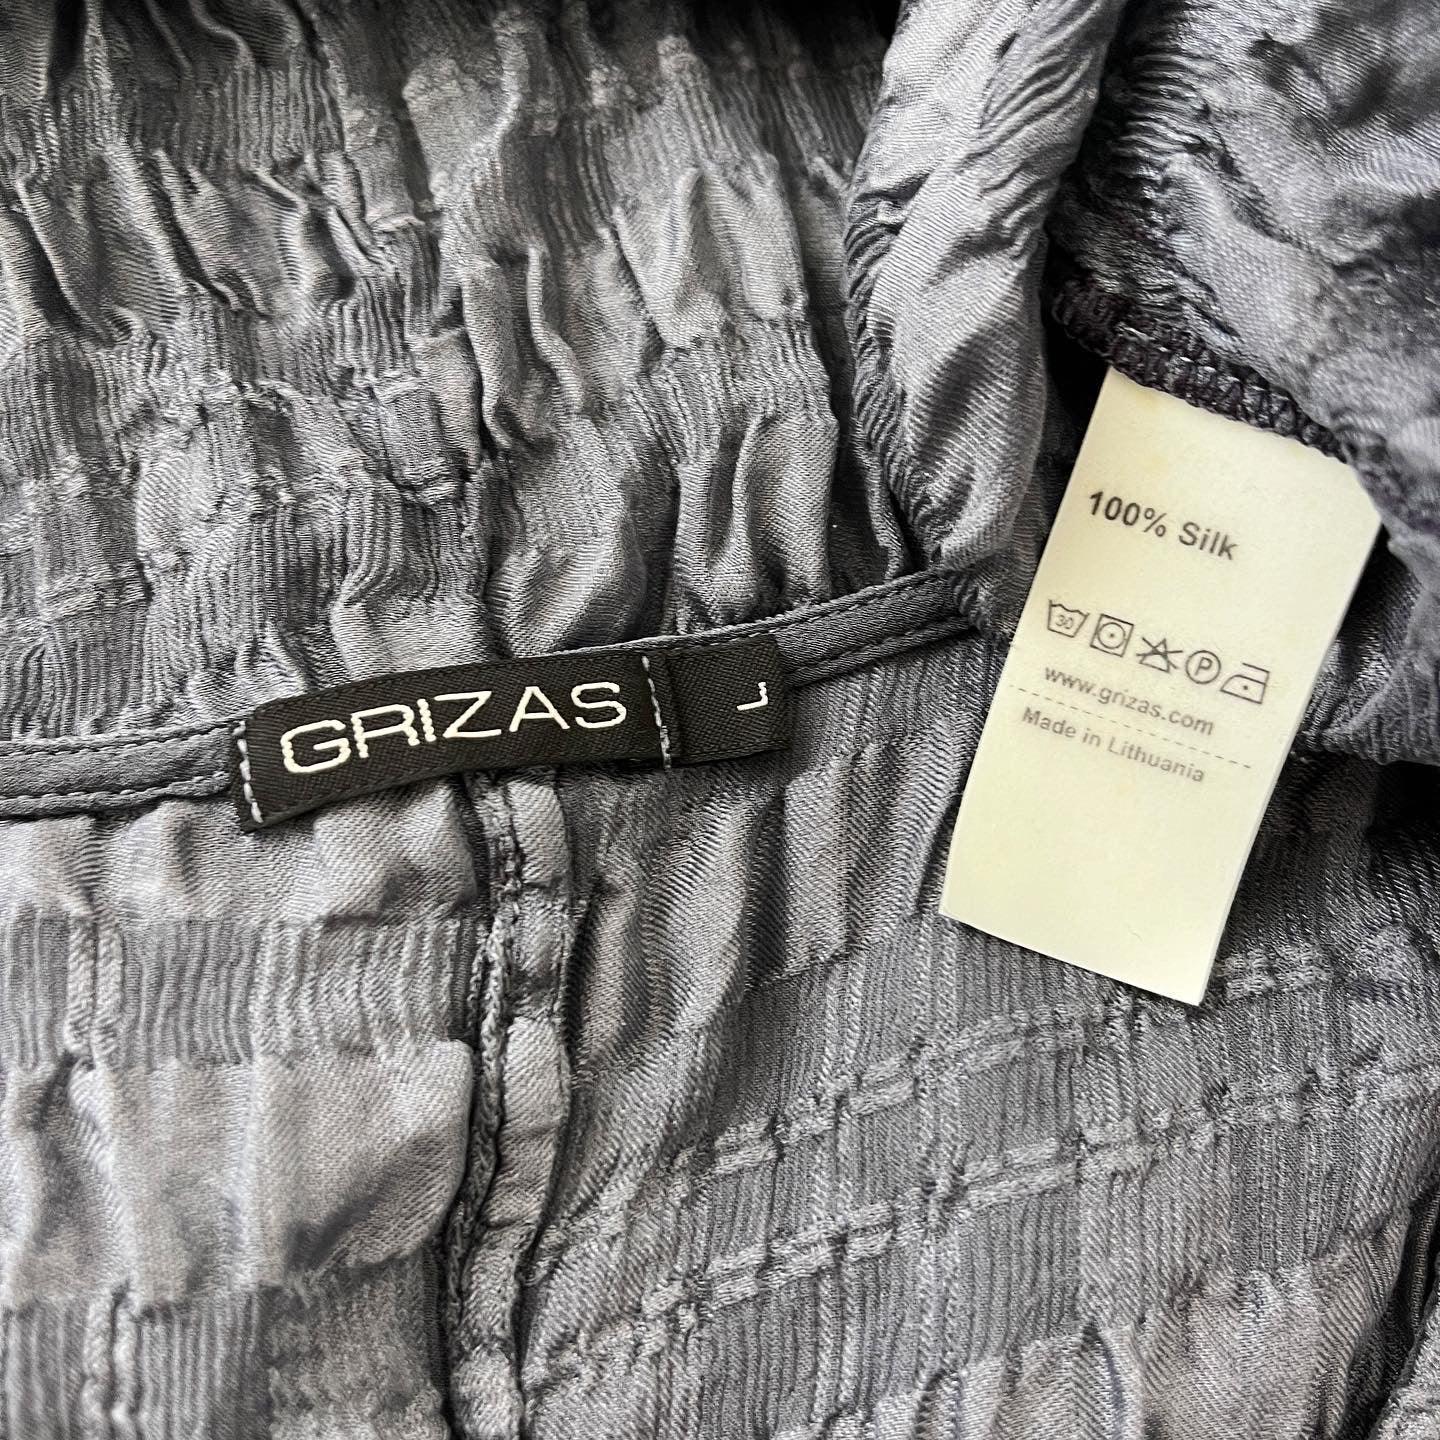 GRIZAS
L
100% Silk
30 P
www.grizas.com
Made in Lithuania